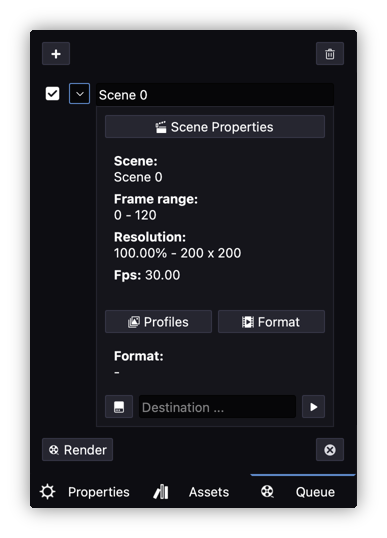 Scene 0
Scene Properties
Scene:
Scene 0
Frame range:
0 - 120
Resolution:
100.00% - 200 x 200
Fps: 30.00
Profiles
Format
Format:
-
Destination ...
Render
Properties
Assets
Queue